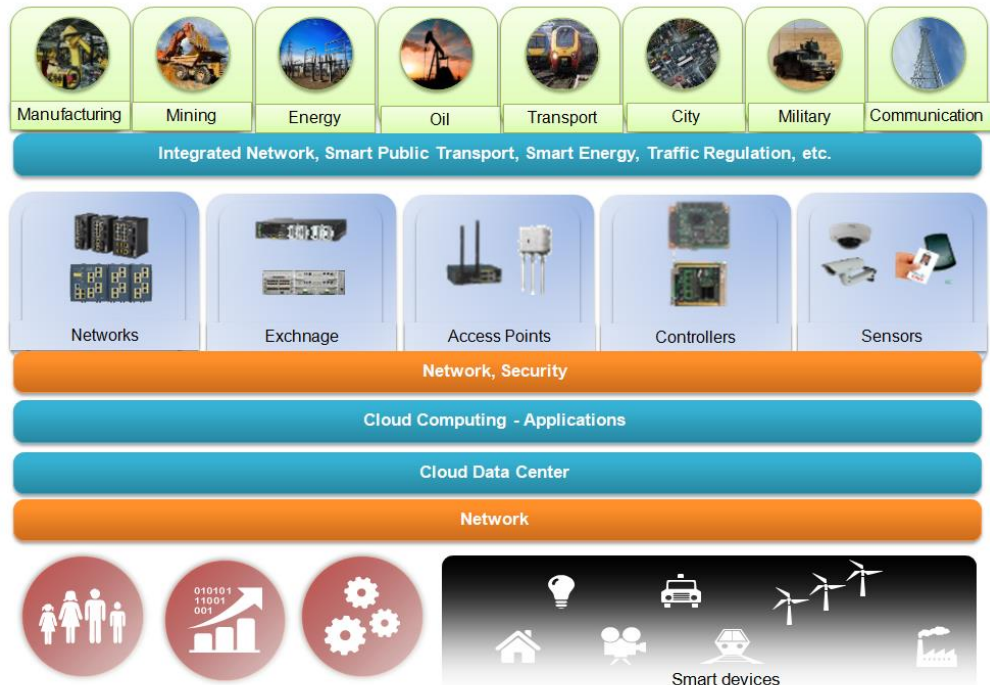 Manufacturing
Mining
Energy
Oil
Transport
City
Military
Communication
Integrated Network, Smart Public Transport, Smart Energy, Traffic Regulation, etc.
Networks
Exchnage
Access Points
Controllers
Sensors
Network, Security
Cloud Computing - Applications
Cloud Data Center
Network
010101
11001
001
Smart devices